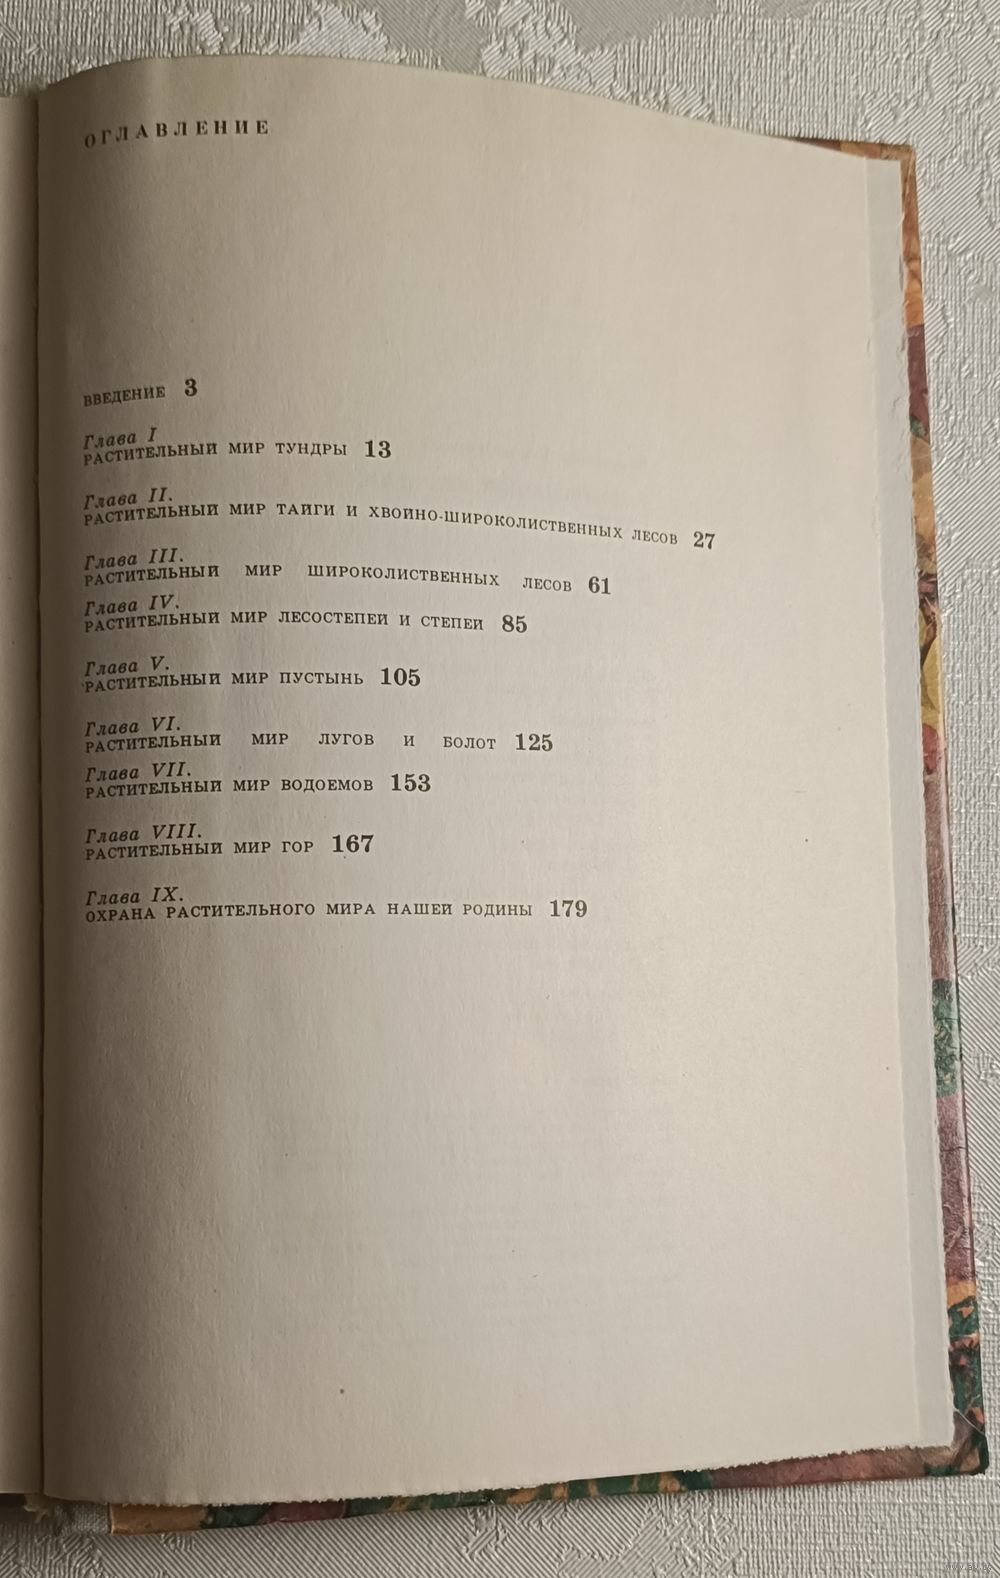 ОГЛАВЛЕНИЕ
ВВЕДЕНИЕ 3
Глава I
РАСТИТЕЛЬНЫЙ МИР ТУНДРЫ 13
Глава II.
РАСТИТЕЛЬНЫЙ МИР ТАЙГИ И ХВОЙНО-ШИРОКОЛИСТВЕННЫХ ЛЕСОВ 27
Глава III.
РАСТИТЕЛЬНЫЙ МИР ШИРОКОЛИСТВЕННЫХ ЛЕСОВ 61
Глава IV.
РАСТИТЕЛЬНЫЙ МИР ЛЕСОСТЕПЕЙ И СТЕПЕЙ 85
Глава V.
РАСТИТЕЛЬНЫЙ МИР ПУСТЫНЬ 105
Глава VI.
РАСТИТЕЛЬНЫЙ МИР ЛУГОВ И БОЛОТ 125
Глава VII.
РАСТИТЕЛЬНЫЙ МИР ВОДОЕМОВ 153
Глава VIII.
РАСТИТЕЛЬНЫЙ МИР ГОР 167
Глава IX.
ОХРАНА РАСТИТЕЛЬНОГО МИРА НАШЕЙ РОДИНЫ 179